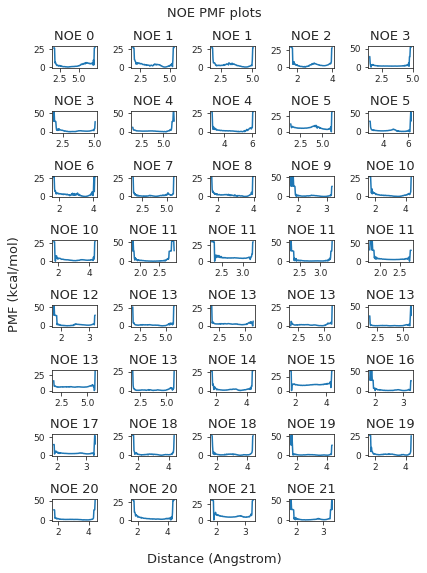 NOE PMF plots
NOE 0 NOE 1 NOE 1 NOE 2 NOE 3
25 25 25 25 50
0 0 0 0 0
2.5 5.0 2.5 5.0 2.5 5.0 2 4 2.5 5.0
NOE 3 NOE 4 NOE 4 NOE 5 NOE 5
50 50 25 25 50
0 0 0 0 0
2.5 5.0 2.5 5.0 4 6 2.5 5.0 4 6
NOE 6 NOE 7 NOE 8 NOE 9 NOE 10
25 25 25 50 25
0 0 0 0 0
2 4 2.5 5.0 2 4 2 3 2 4
NOE 10 NOE 11 NOE 11 NOE 11 NOE 11
25 50 25 50 50
0 0 0 0 0
2 4 2.0 2.5 2.5 3.0 2.5 3.0 2.0 2.5
NOE 12 NOE 13 NOE 13 NOE 13 NOE 13
50 25 25 25 50
0 0 0 0 0
2 3 2.5 5.0 2.5 5.0 2.5 5.0 2.5 5.0
NOE 13 NOE 13 NOE 14 NOE 15 NOE 16
25 25 25 25 50
0 0 0 0 0
2.5 5.0 2.5 5.0 2 4 2 4 2 3
NOE 17 NOE 18 NOE 18 NOE 19 NOE 19
50 25 25 50 25
0 0 0 0 0
2 3 2 4 2 4 2 4 2 4
NOE 20 NOE 20 NOE 21 NOE 21
50 25 25 50
0 0 0 0
2 4 2 4 2 3 2 3
PMF (kcal/mol)
Distance (Angstrom)